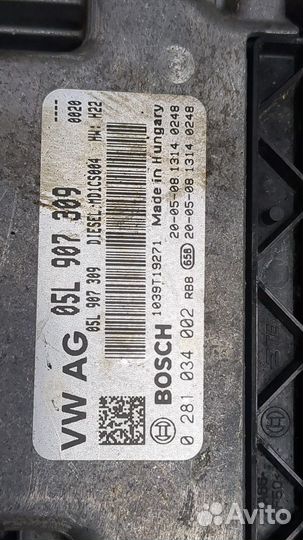 VW AG 05L 907 309
05L 907 309 ----
DIESEL:MD1CS004 HW: H22 0020
BOSCH 1039T19271 Made in Hungary
0 281 034 002 RB8 658 20-05-08 1314 0248
20-05-08 1314 0248
Avito